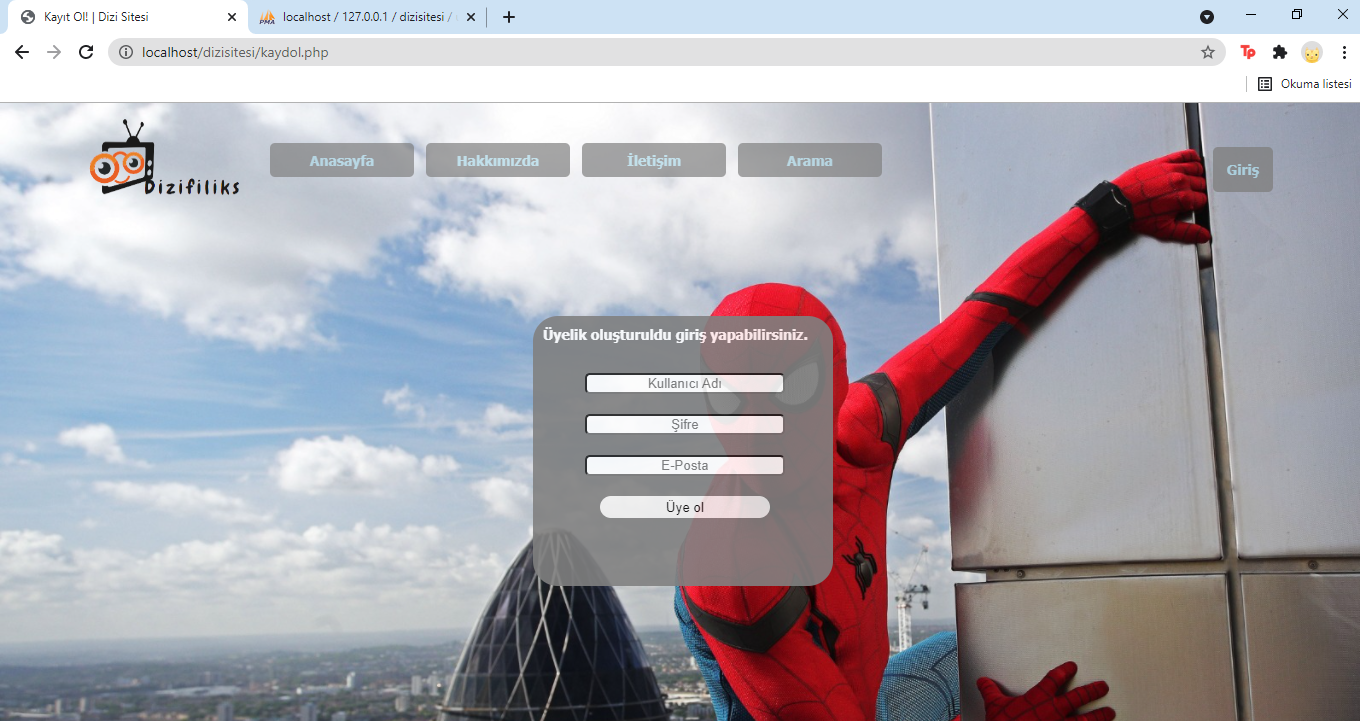 Kayıt Ol! | Dizi Sitesi
localhost / 127.0.0.1 / dizisitesi /
localhost/dizisitesi/kaydol.php
Tp
Okuma listesi
Dizifiliks
Anasayfa
Hakkımızda
İletişim
Arama
Giriş
Üyelik oluşturuldu giriş yapabilirsiniz.
Kullanıcı Adı
Şifre
E-Posta
Üye ol